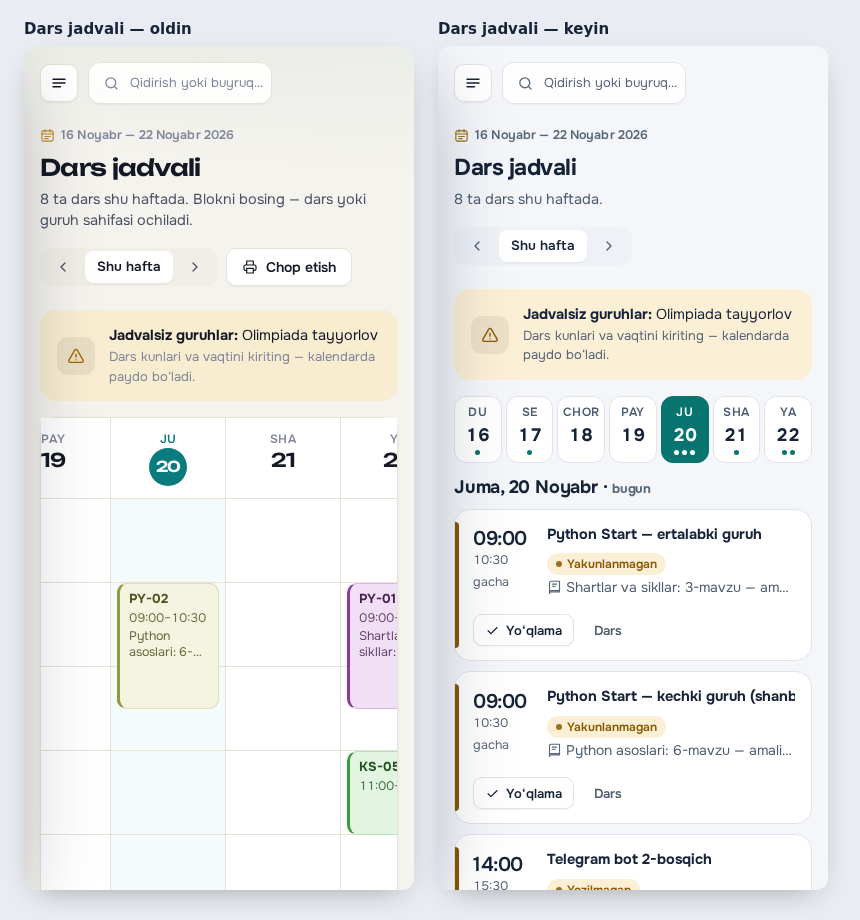 Dars jadvali — oldin
Qidirish yoki buyruq...
16 Noyabr — 22 Noyabr 2026
Dars jadvali
8 ta dars shu haftada. Blokni bosing — dars yoki
guruh sahifasi ochiladi.
Shu hafta
Chop etish
Jadvalsiz guruhlar: Olimpiada tayyorlov
Dars kunlari va vaqtini kiriting — kalendarda
paydo bo‘ladi.
PAY JU SHA Y
19 20 21 2
PY-02
09:00–10:30
Python
asoslari: 6-...
PY-01
09:00-
Shartla
sikllar:
KS-05
11:00-
Dars jadvali — keyin
Qidirish yoki buyruq...
16 Noyabr — 22 Noyabr 2026
Dars jadvali
8 ta dars shu haftada.
Shu hafta
Jadvalsiz guruhlar: Olimpiada tayyorlov
Dars kunlari va vaqtini kiriting — kalendarda
paydo bo‘ladi.
DU SE CHOR PAY JU SHA YA
16 17 18 19 20 21 22
Juma, 20 Noyabr · bugun
09:00 Python Start — ertalabki guruh
10:30 Yakunlanmagan
gacha Shartlar va sikllar: 3-mavzu — am...
Yo‘qlama Dars
09:00 Python Start — kechki guruh (shanb
10:30 Yakunlanmagan
gacha Python asoslari: 6-mavzu — amali...
Yo‘qlama Dars
14:00 Telegram bot 2-bosqich
15:30 Yozilmagan